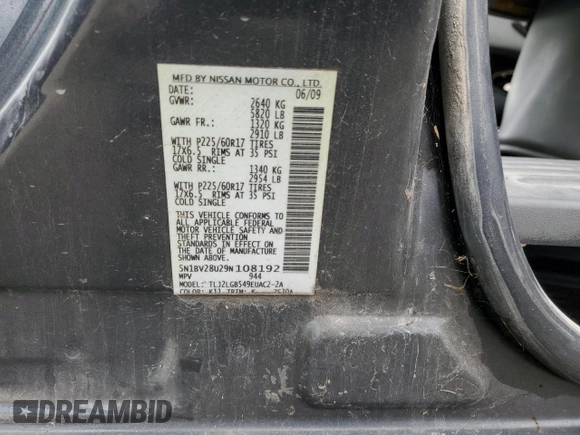 MFD BY NISSAN MOTOR CO., LTD.
DATE: 06/09
GVWR: 2640 KG
5820 LB
GAWR FR.: 1320 KG
2910 LB
WITH P225/60R17 TIRES
17X6.5 RIMS AT 35 PSI
COLD SINGLE
GAWR RR.: 1340 KG
2954 LB
WITH P225/60R17 TIRES
17X6.5 RIMS AT 35 PSI
COLD SINGLE
THIS VEHICLE CONFORMS TO
ALL APPLICABLE FEDERAL
MOTOR VEHICLE SAFETY AND
THEFT PREVENTION
STANDARDS IN EFFECT ON
THE DATE OF MANUFACTURE
SHOWN ABOVE.
5N1BV28U29N108192
MPV 944
MODEL: TLJ2LGB549EUAC2-2A
COLOR: K11 TRIM: K
DREAMBID